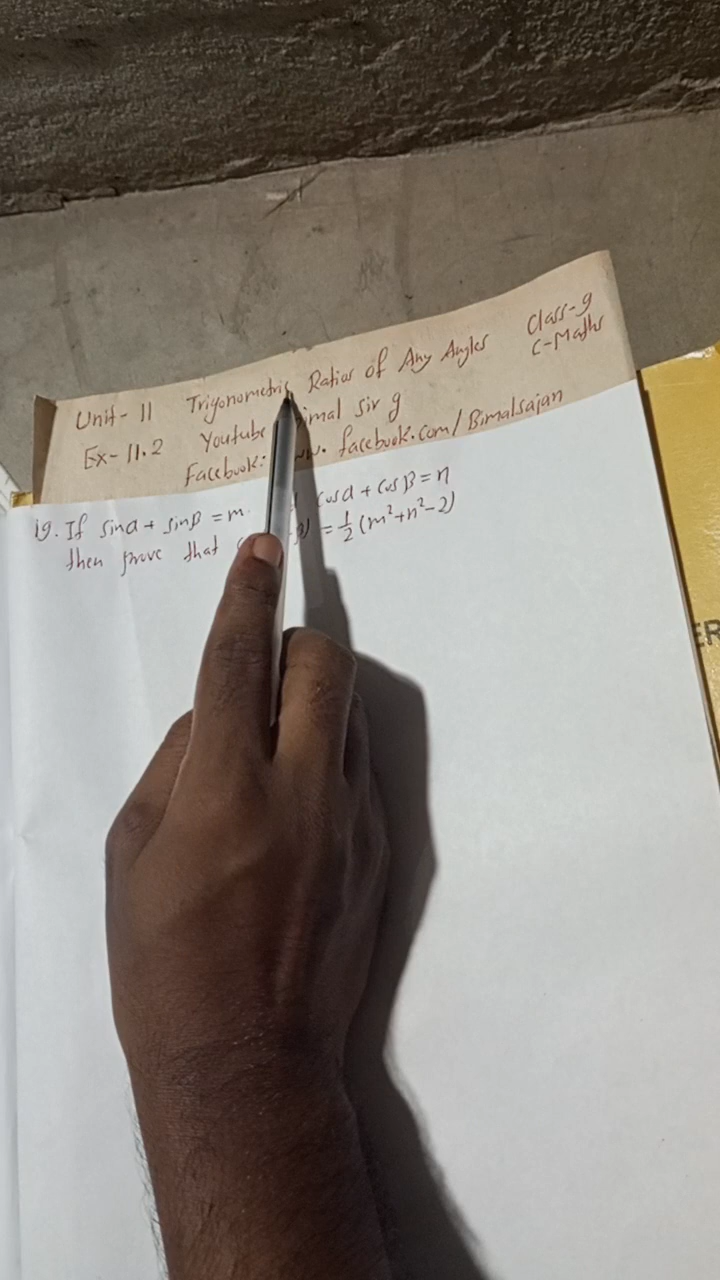 Unit- 11 Trigonometric Ratios of Any Angles Class-9
Ex- 11.2 Youtube imal sir g C-Maths
Facebook: w. facebook.com/Bimalsajan
19. If sinα + sinβ = m. cosα + cosβ = n
then prove that β) = 1/2 (m²+n²-2)
ER